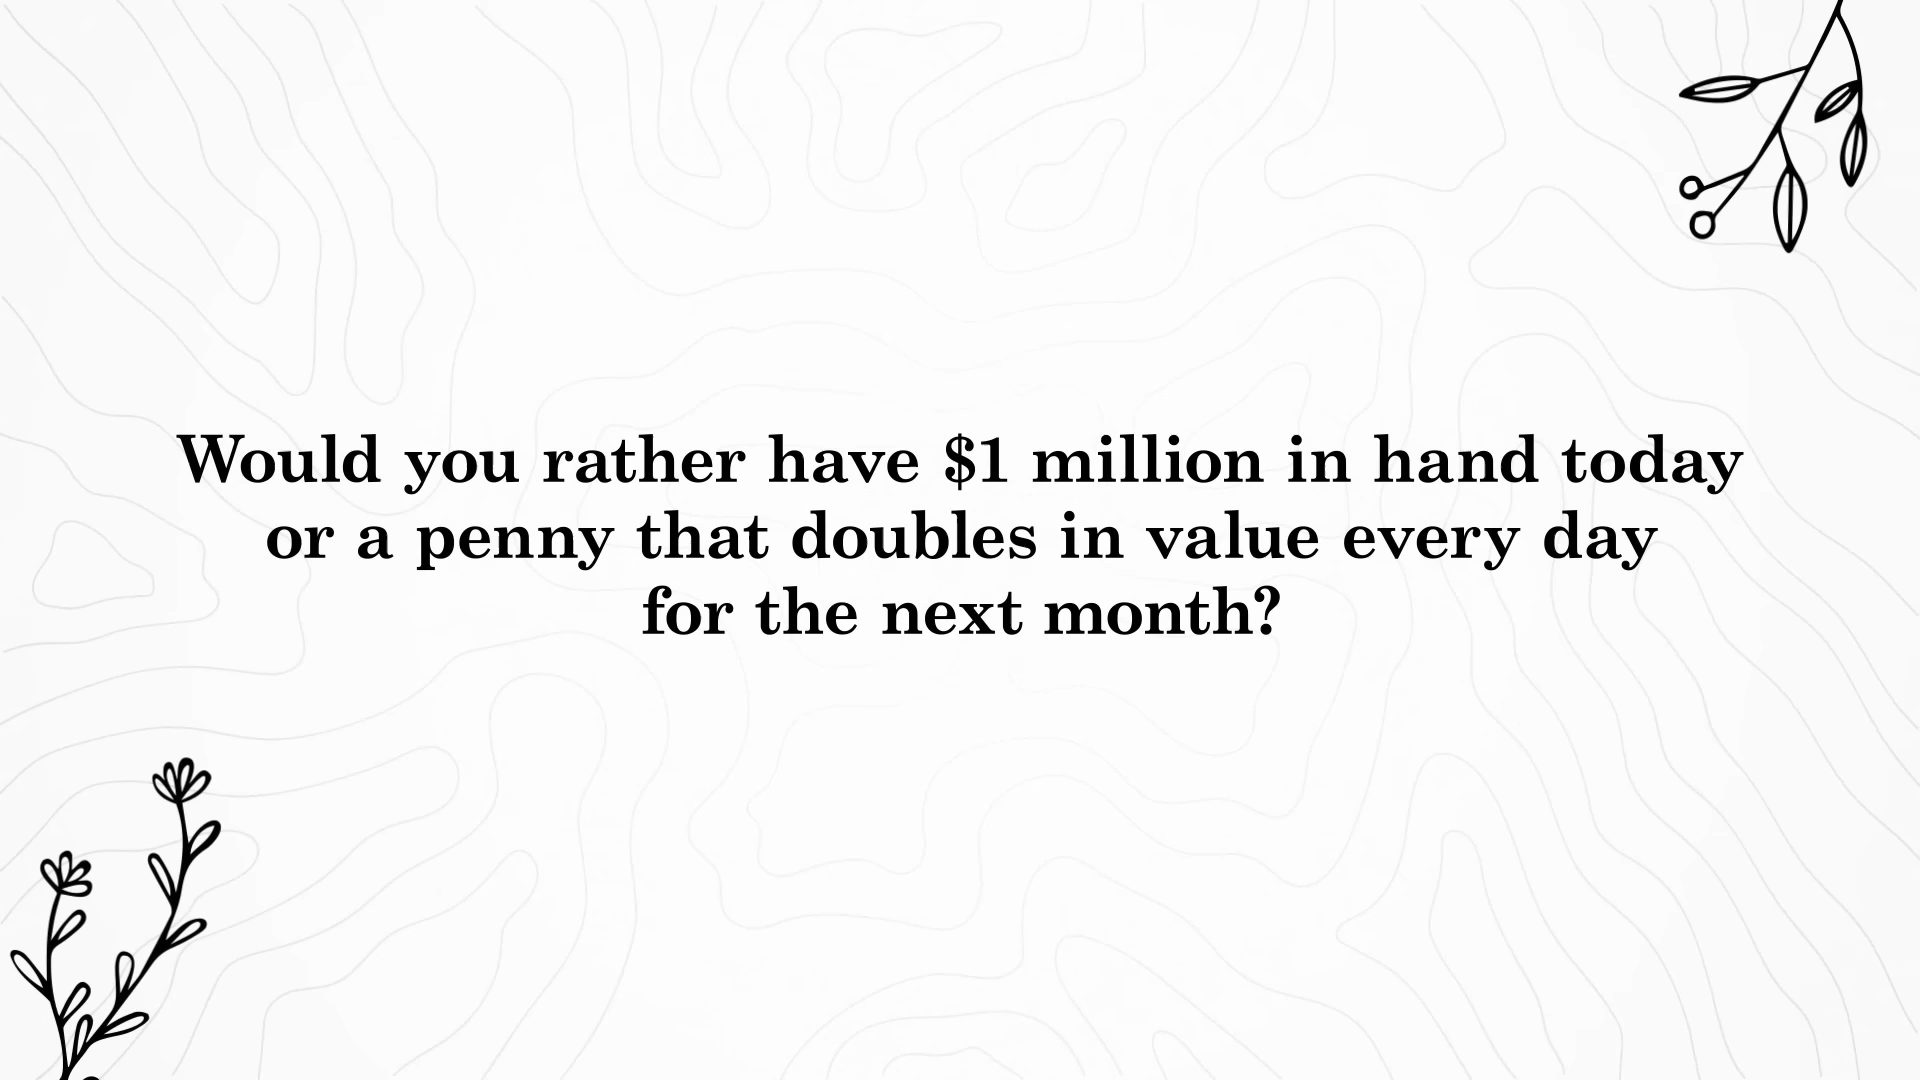 Would you rather have $1 million in hand today
or a penny that doubles in value every day
for the next month?